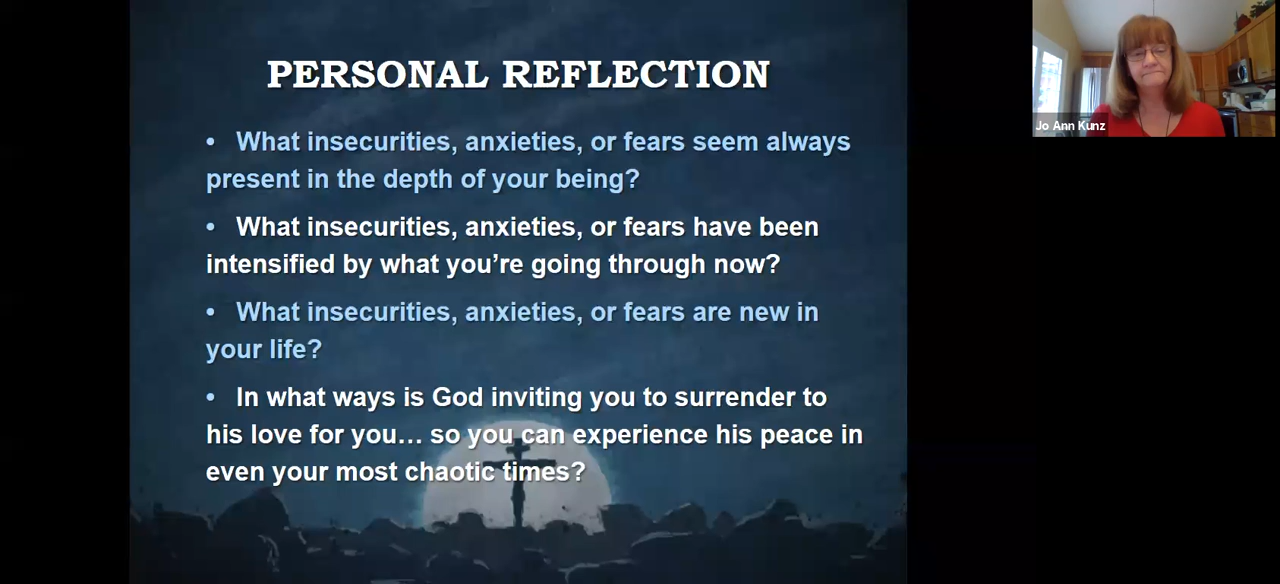 PERSONAL REFLECTION
• What insecurities, anxieties, or fears seem always
present in the depth of your being?
• What insecurities, anxieties, or fears have been
intensified by what you’re going through now?
• What insecurities, anxieties, or fears are new in
your life?
• In what ways is God inviting you to surrender to
his love for you… so you can experience his peace in
even your most chaotic times?
Jo Ann Kunz